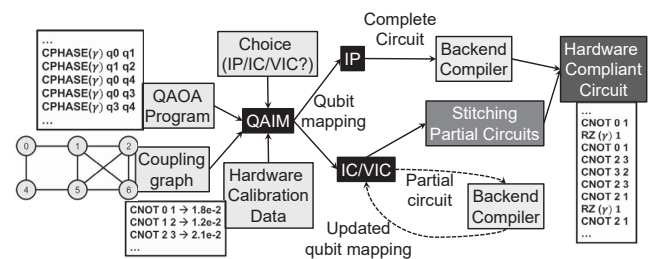 ...
CPHASE(γ) q0 q1
CPHASE(γ) q1 q2
CPHASE(γ) q0 q4
CPHASE(γ) q0 q3
CPHASE(γ) q3 q4
...
Choice
(IP/IC/VIC?)
QAOA
Program
QAIM
Coupling
graph
0
1
2
4
5
6
Hardware
Calibration
Data
CNOT 0 1 → 1.8e-2
CNOT 1 2 → 1.2e-2
CNOT 2 3 → 2.1e-2
...
Qubit
mapping
IP
Complete
Circuit
Backend
Compiler
Stitching
Partial Circuits
IC/VIC
Partial
circuit
Backend
Compiler
Updated
qubit mapping
Hardware
Compliant
Circuit
...
CNOT 0 1
RZ (γ) 1
CNOT 0 1
CNOT 2 3
CNOT 3 2
CNOT 2 3
CNOT 2 1
RZ (γ) 1
CNOT 2 1
...